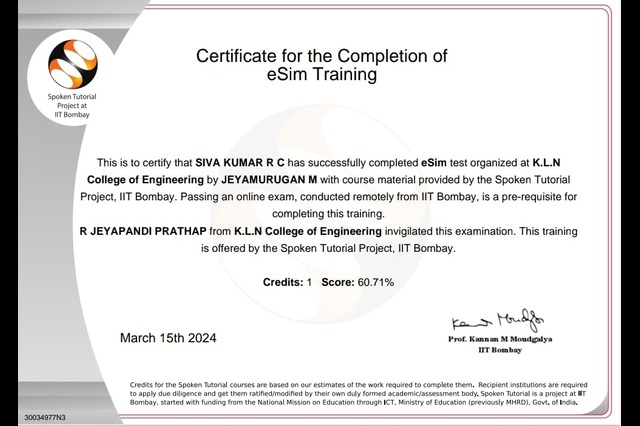 Certificate for the Completion of
eSim Training
Spoken Tutorial
Project at
IIT Bombay
This is to certify that SIVA KUMAR R C has successfully completed eSim test organized at K.L.N
College of Engineering by JEYAMURUGAN M with course material provided by the Spoken Tutorial
Project, IIT Bombay. Passing an online exam, conducted remotely from IIT Bombay, is a pre-requisite for
completing this training.
R JEYAPANDI PRATHAP from K.L.N College of Engineering invigilated this examination. This training
is offered by the Spoken Tutorial Project, IIT Bombay.
Credits: 1 Score: 60.71%
March 15th 2024
Prof. Kannan M Moudgalya
IIT Bombay
Credits for the Spoken Tutorial courses are based on our estimates of the work required to complete them. Recipient institutions are required
to apply due diligence and get them ratified/modified by their own duly formed academic/assessment body. Spoken Tutorial is a project at IIT
Bombay, started with funding from the National Mission on Education through ICT, Ministry of Education (previously MHRD), Govt. of India.
30034977N3